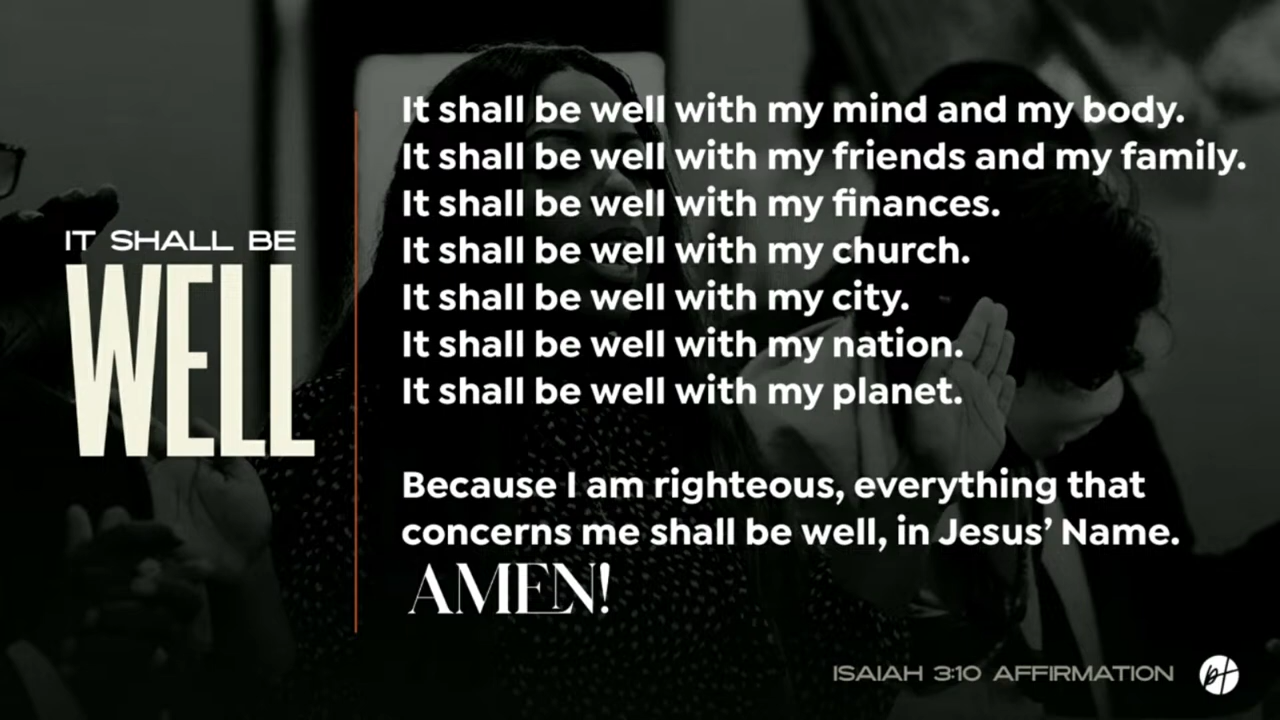 IT SHALL BE
WELL
It shall be well with my mind and my body.
It shall be well with my friends and my family.
It shall be well with my finances.
It shall be well with my church.
It shall be well with my city.
It shall be well with my nation.
It shall be well with my planet.
Because I am righteous, everything that
concerns me shall be well, in Jesus’ Name.
AMEN!
ISAIAH 3:10 AFFIRMATION